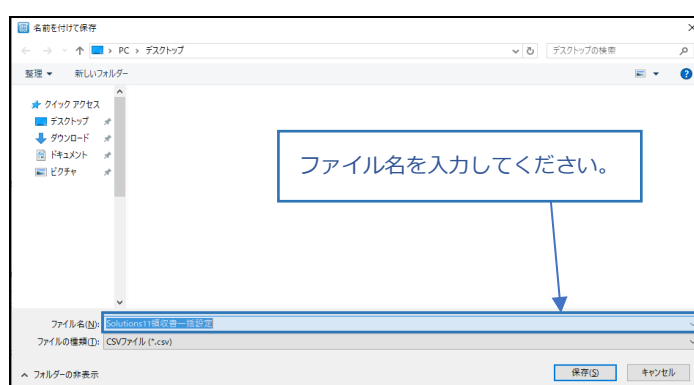 名前を付けて保存
PC › デスクトップ
デスクトップの検索
整理 新しいフォルダー
クイック アクセス
デスクトップ
ダウンロード
ドキュメント
ピクチャ
ファイル名を入力してください。
ファイル名(N): Solutions11領収書一括設定
ファイルの種類(T): CSVファイル (*.csv)
フォルダーの非表示
保存(S) キャンセル